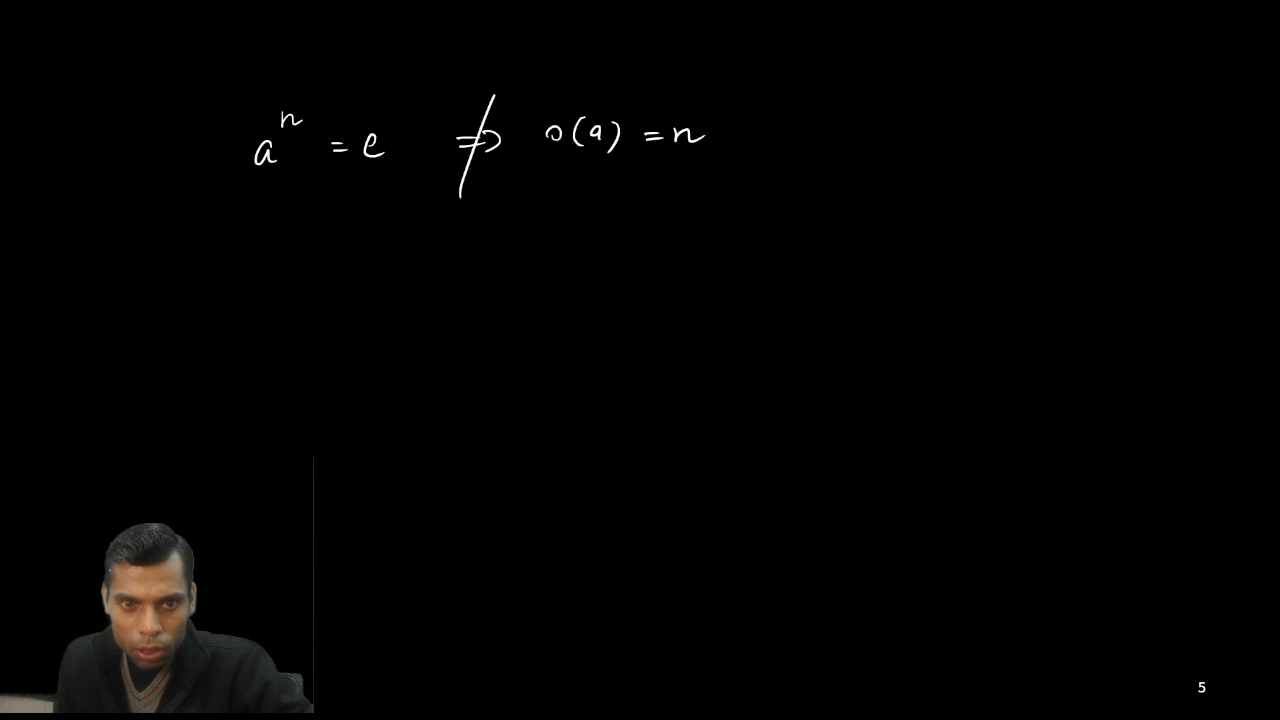 aⁿ = e ⇏ o(a) = n
5